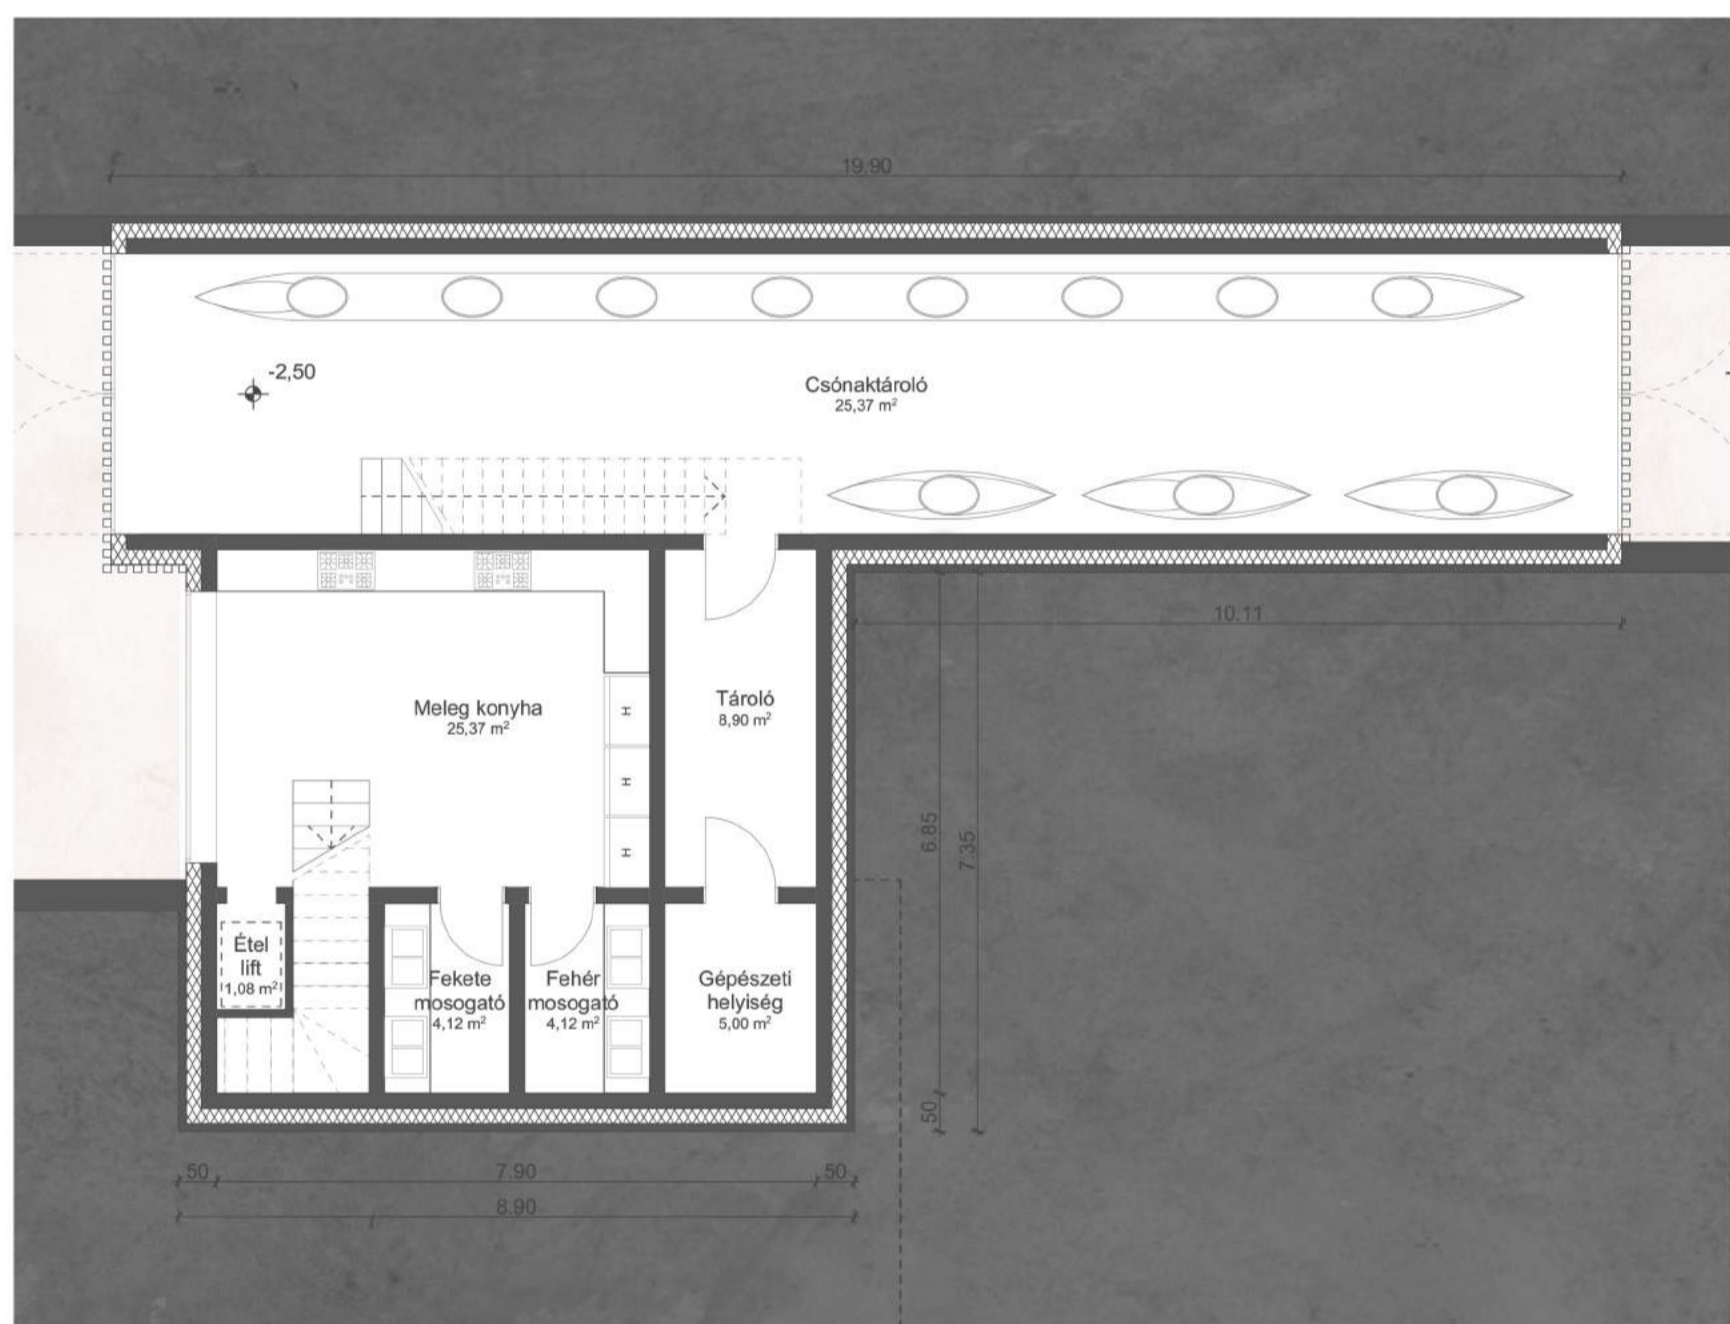 19.90
-2,50
Csónaktároló
25,37 m²
10.11
Meleg konyha
25,37 m²
Tároló
8,90 m²
H
H
H
6.85
7.35
Étel
lift
1,08 m²
Fekete
mosogató
4,12 m²
Fehér
mosogató
4,12 m²
Gépészeti
helyiség
5,00 m²
50
50
7.90
50
8.90